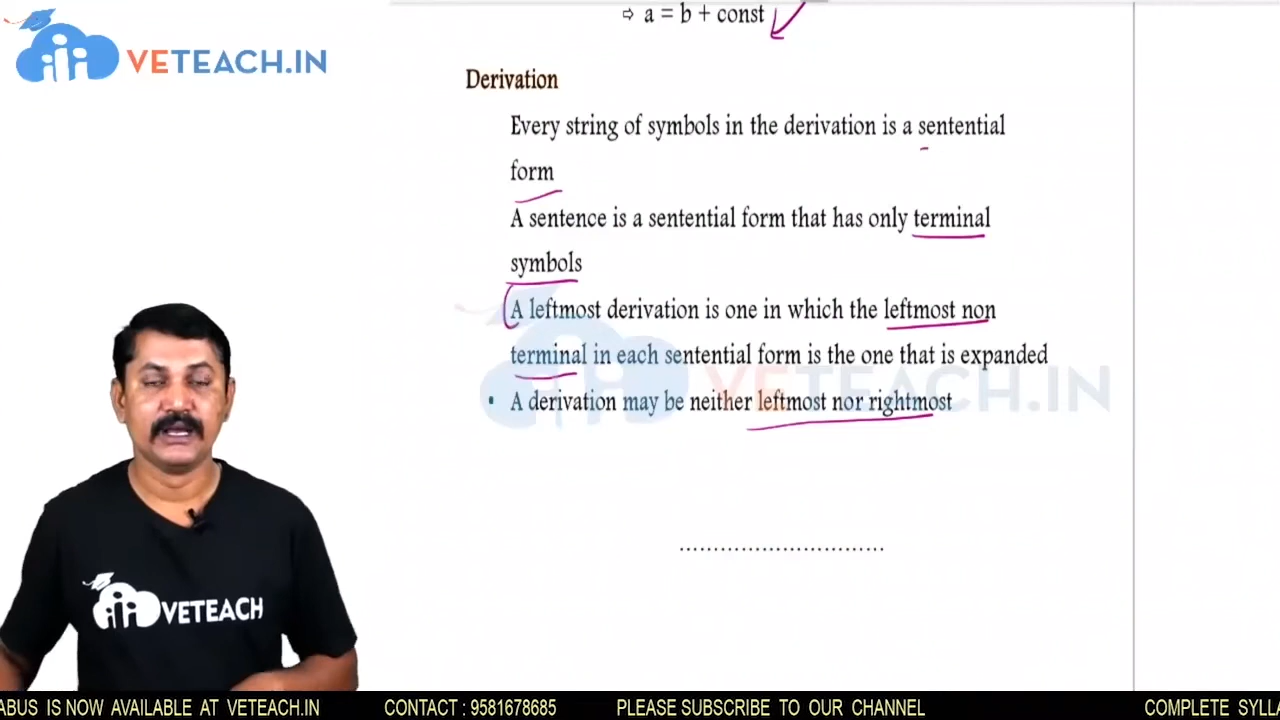 ⇨ a = b + const
VETEACH.IN
Derivation
Every string of symbols in the derivation is a sentential
form
A sentence is a sentential form that has only terminal
symbols
A leftmost derivation is one in which the leftmost non
terminal in each sentential form is the one that is expanded
VETEACH.IN
• A derivation may be neither leftmost nor rightmost
..............................
VETEACH
ABUS IS NOW AVAILABLE AT VETEACH.IN CONTACT : 9581678685 PLEASE SUBSCRIBE TO OUR CHANNEL COMPLETE SYLLA